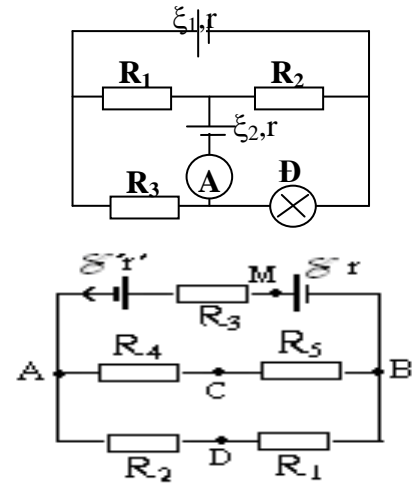 ξ₁,r
R₁ R₂
ξ₂,r
A
R₃ Đ
ℰ' r' M ℰ r
R₃
A R₄ C R₅ B
R₂ D R₁